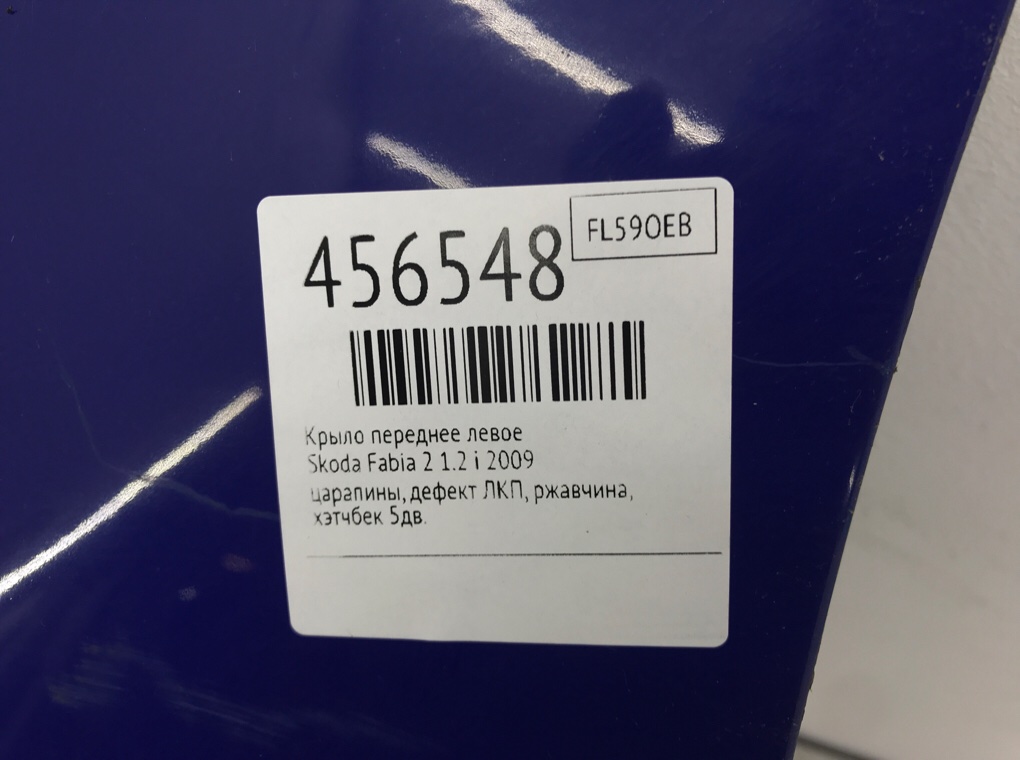 456548
FL590EB
Крыло переднее левое
Skoda Fabia 2 1.2 i 2009
царапины, дефект ЛКП, ржавчина,
хэтчбек 5дв.